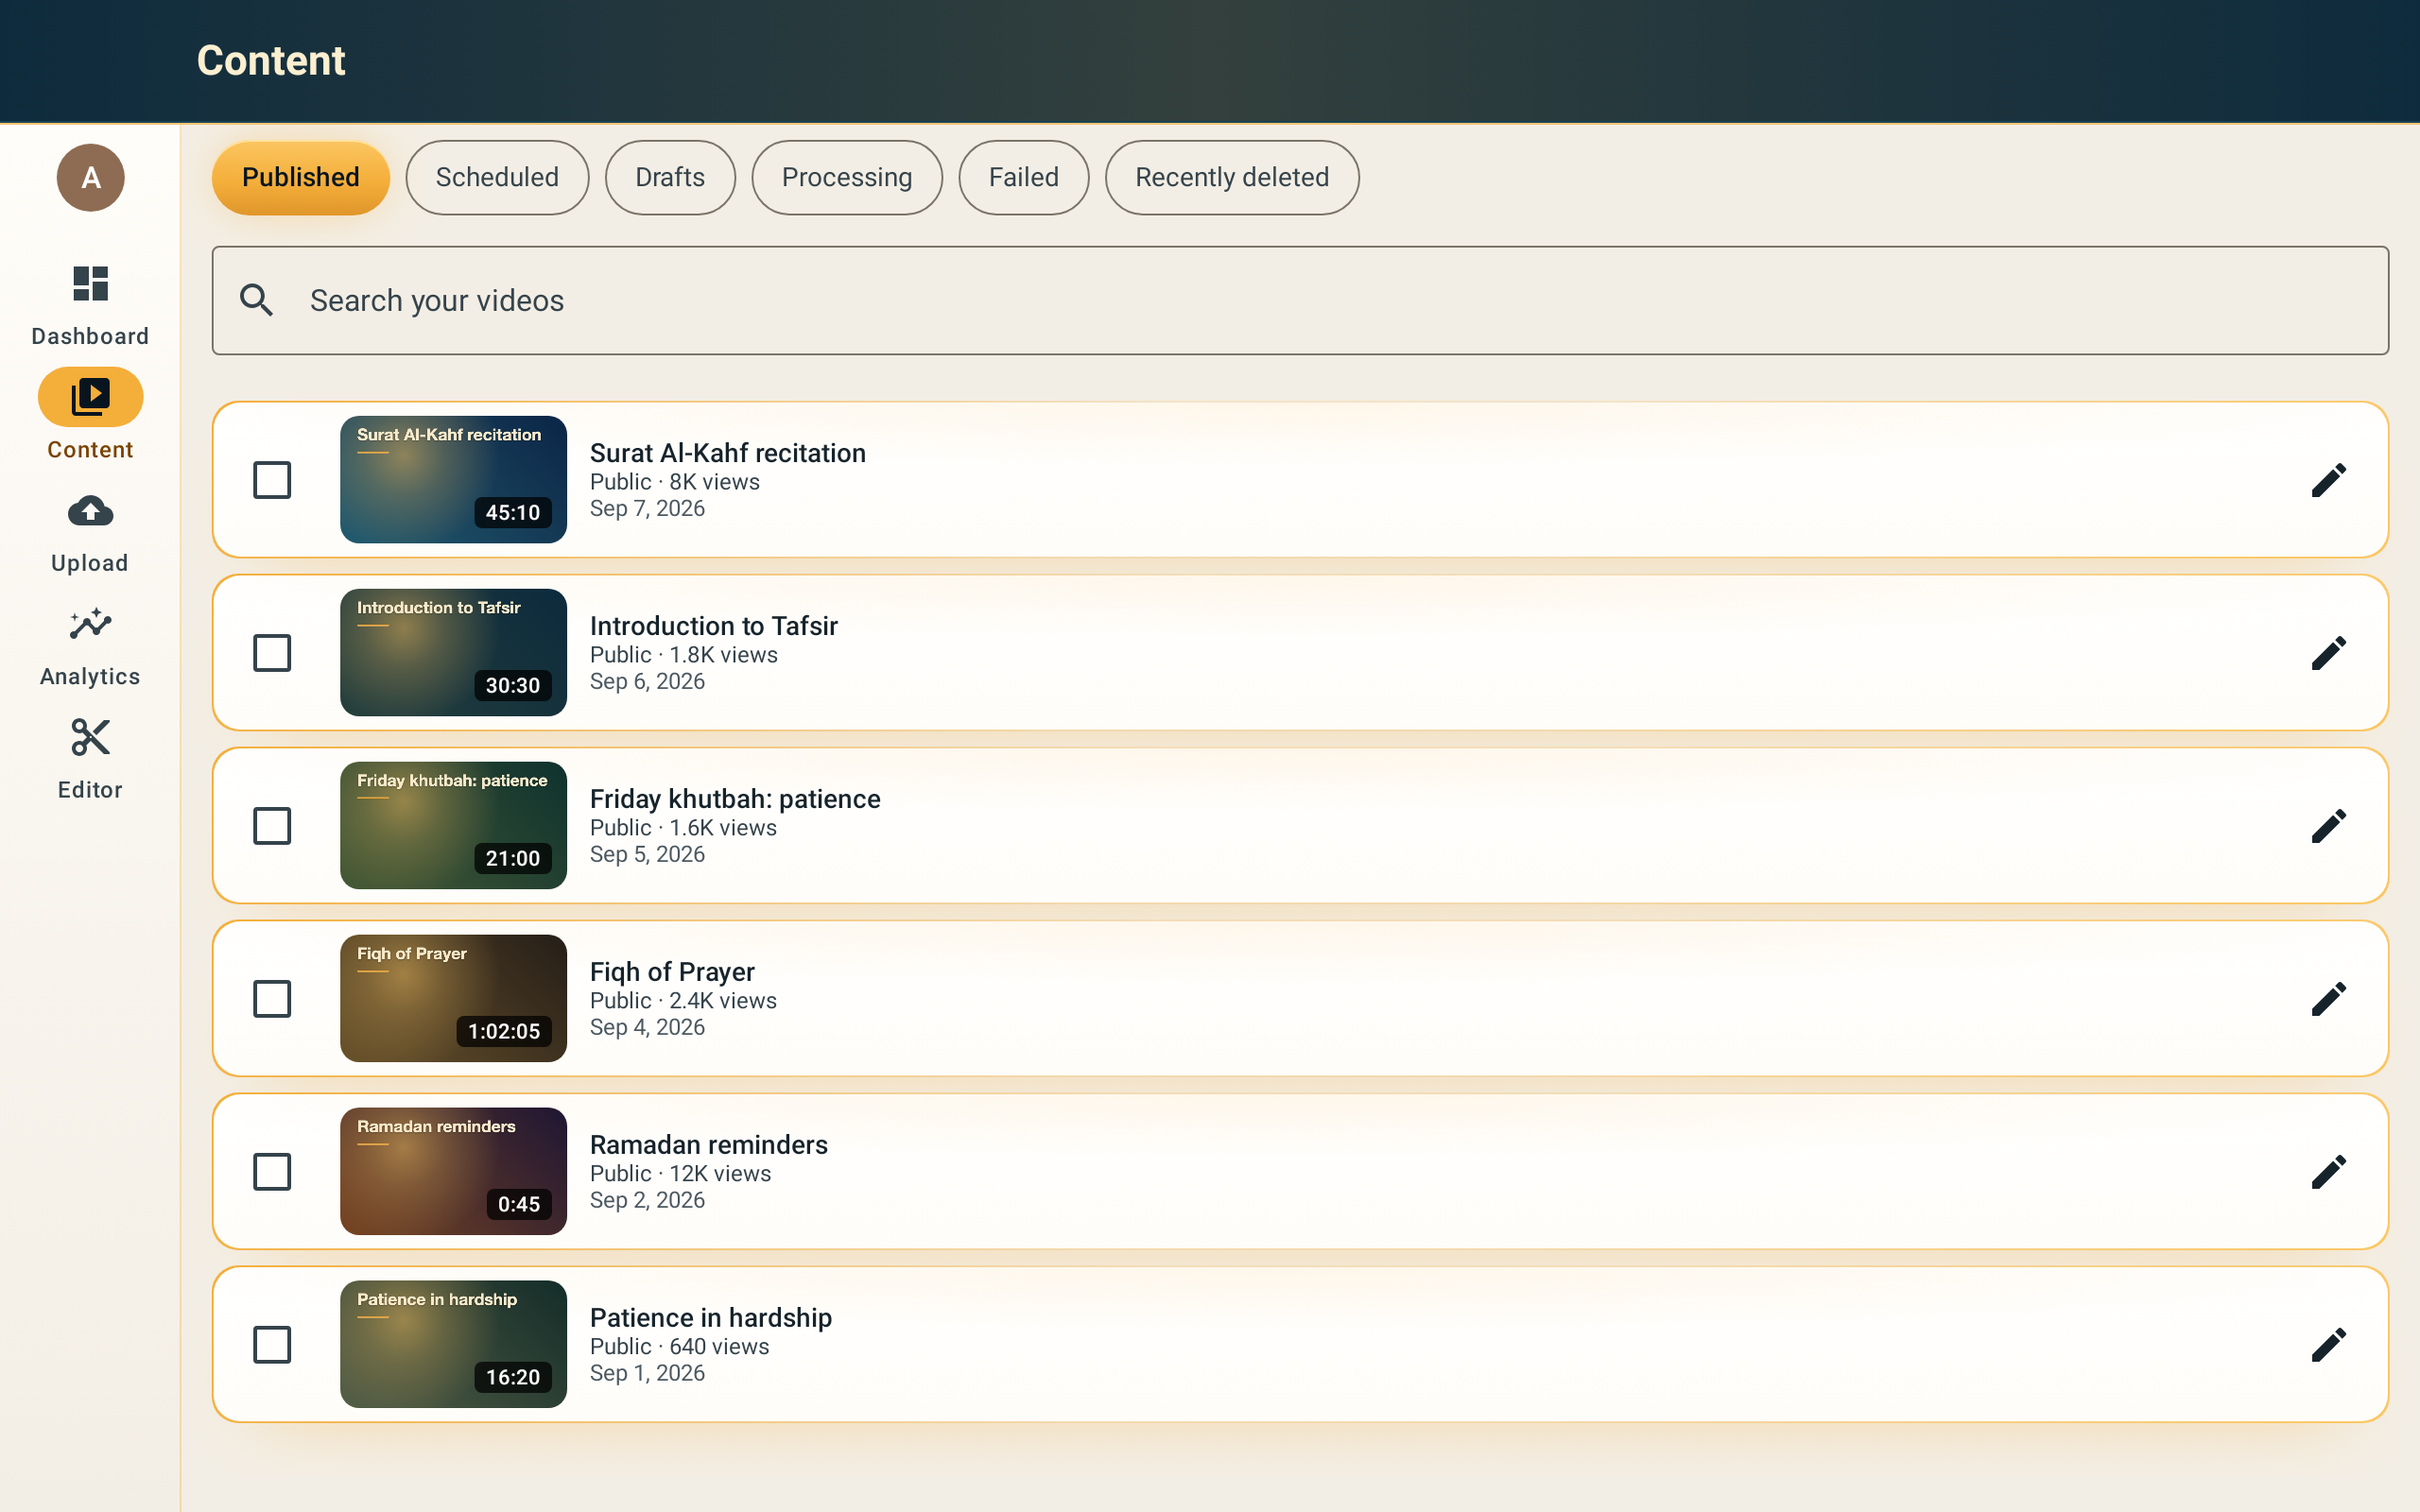 Content
A
Dashboard
Content
Upload
Analytics
Editor
Published
Scheduled
Drafts
Processing
Failed
Recently deleted
Search your videos
Surat Al-Kahf recitation
45:10
Surat Al-Kahf recitation
Public · 8K views
Sep 7, 2026
Introduction to Tafsir
30:30
Introduction to Tafsir
Public · 1.8K views
Sep 6, 2026
Friday khutbah: patience
21:00
Friday khutbah: patience
Public · 1.6K views
Sep 5, 2026
Fiqh of Prayer
1:02:05
Fiqh of Prayer
Public · 2.4K views
Sep 4, 2026
Ramadan reminders
0:45
Ramadan reminders
Public · 12K views
Sep 2, 2026
Patience in hardship
16:20
Patience in hardship
Public · 640 views
Sep 1, 2026